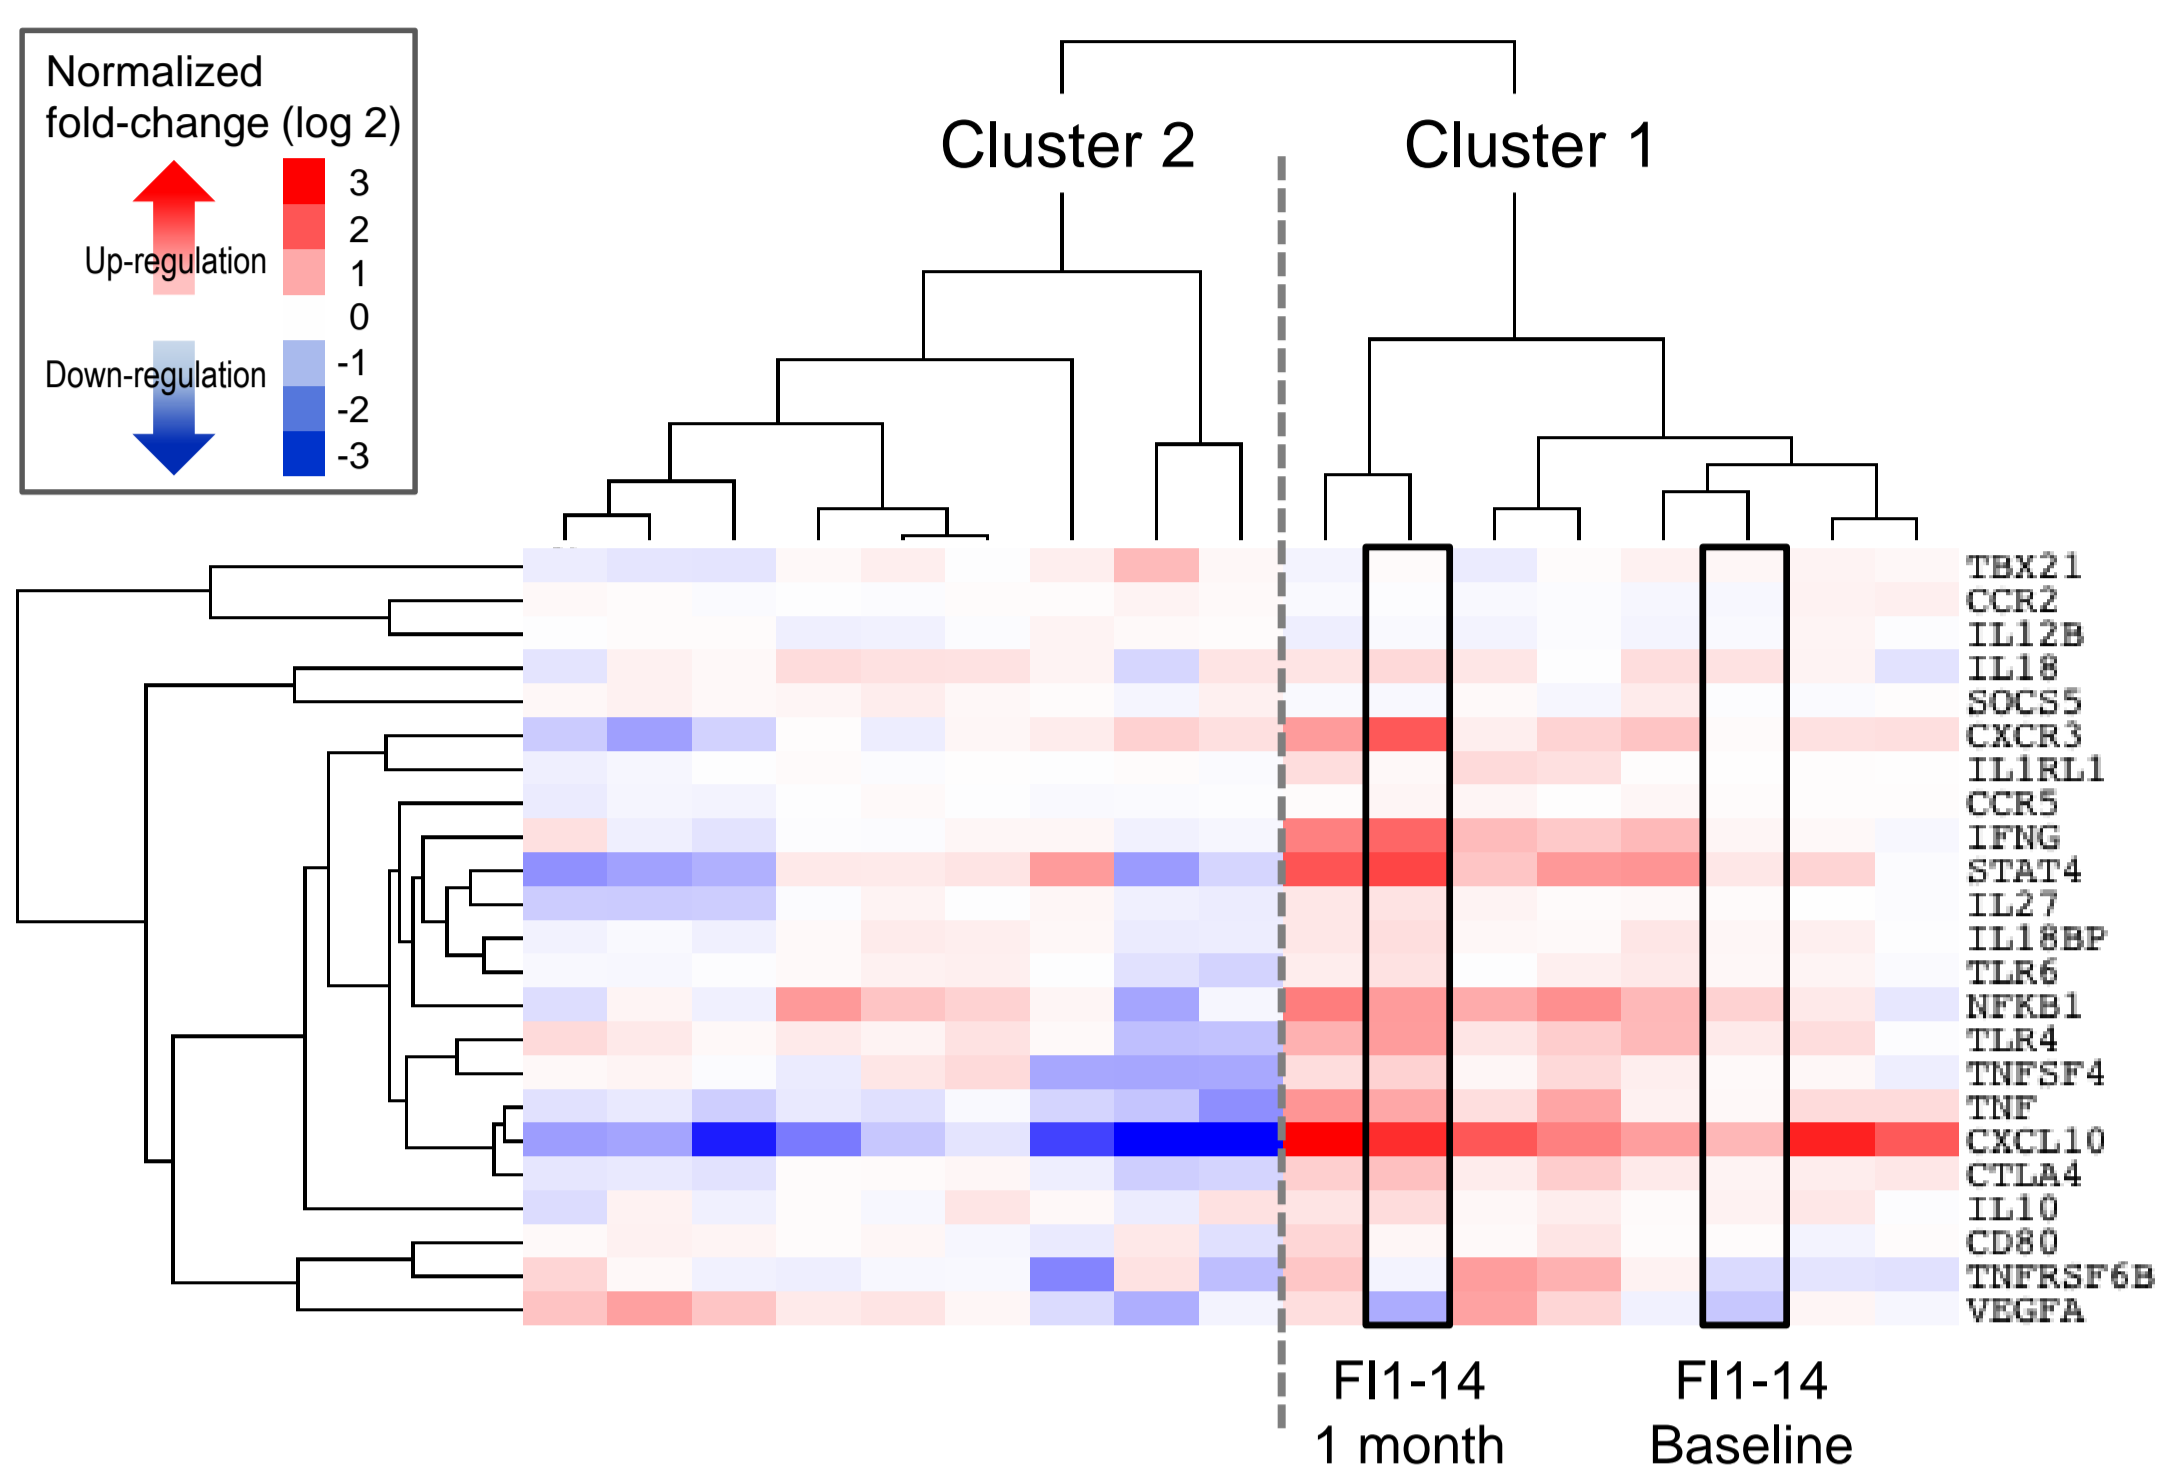 Normalized
fold-change (log 2)
3
2
Up-regulation
1
0
Down-regulation
-1
-2
-3
Cluster 2
Cluster 1
TBX21
CCR2
IL12B
IL18
SOCS5
CXCR3
IL1RL1
CCR5
IFNG
STAT4
IL27
IL18BP
TLR6
NFKB1
TLR4
TNFSF4
TNF
CXCL10
CTLA4
IL10
CD80
TNFRSF6B
VEGFA
FI1-14
1 month
FI1-14
Baseline